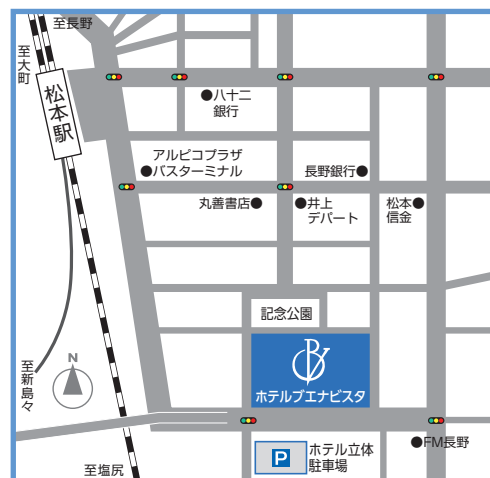 至長野
至大町
松本駅
八十二
銀行
アルピコプラザ
バスターミナル
長野銀行
丸善書店
井上
デパート
松本
信金
記念公園
BV
ホテルブエナビスタ
N
至新島々
P
ホテル立体
駐車場
FM長野
至塩尻